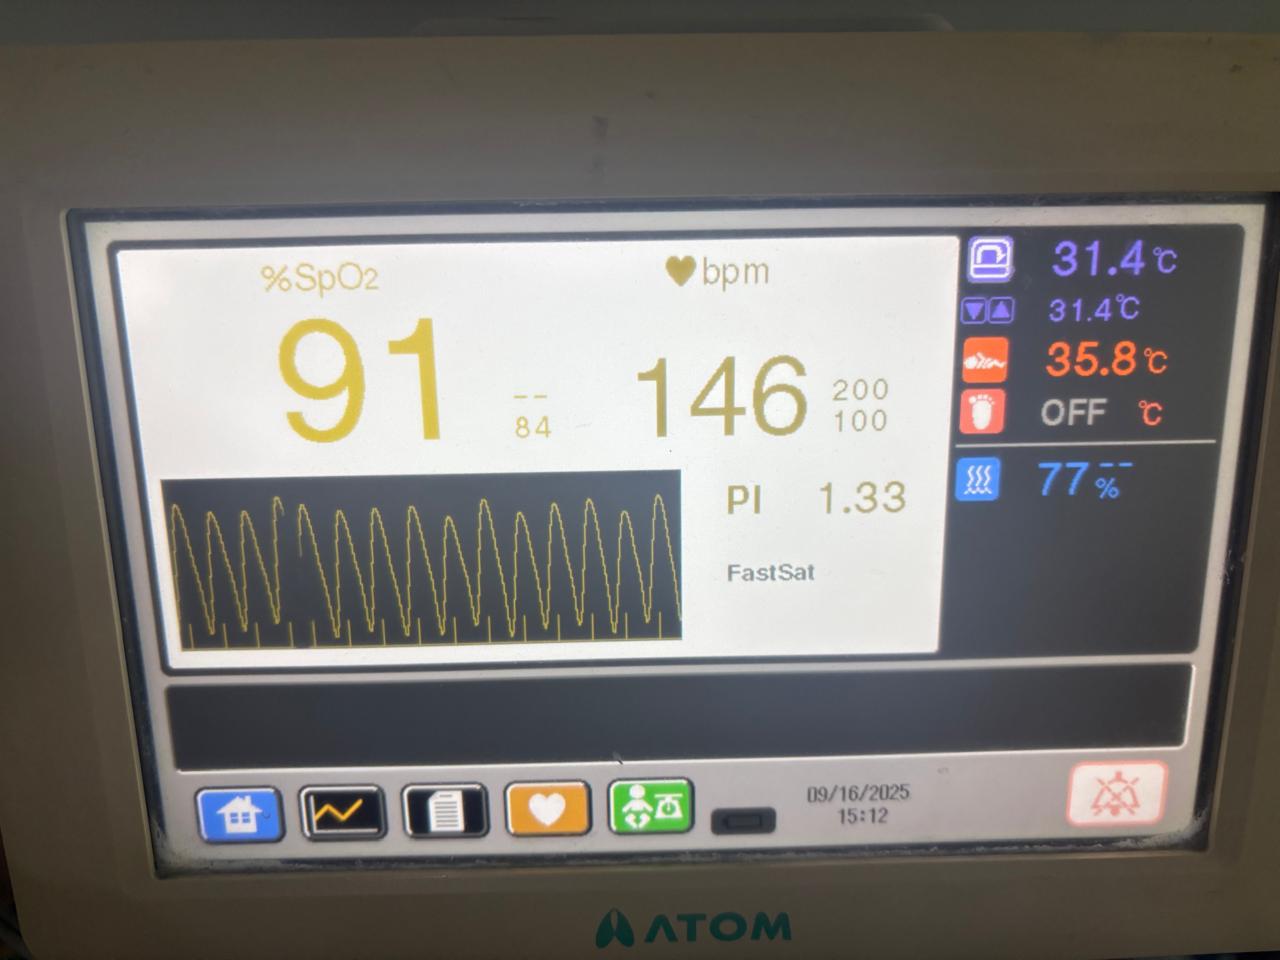 %SpO2
91
--
84
bpm
146
200
100
PI 1.33
FastSat
31.4℃
31.4℃
35.8℃
OFF ℃
77 --
%
09/16/2025
15:12
ATOM